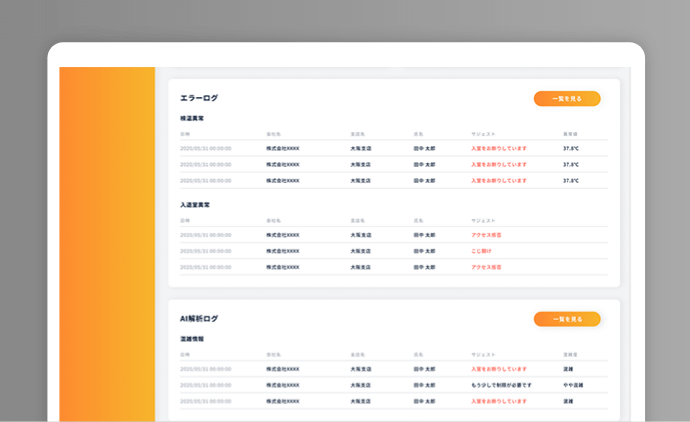 エラーログ 一覧を見る
検温異常
日時 会社名 支店名 氏名 サジェスト 検査値
2020/05/31 00:00:00 株式会社XXXX 大阪支店 田中 太郎 入室をお断りしています 37.8℃
2020/05/31 00:00:00 株式会社XXXX 大阪支店 田中 太郎 入室をお断りしています 37.8℃
2020/05/31 00:00:00 株式会社XXXX 大阪支店 田中 太郎 入室をお断りしています 37.8℃
入退室異常
日時 会社名 支店名 氏名 サジェスト
2020/05/31 00:00:00 株式会社XXXX 大阪支店 田中 太郎 アクセス拒否
2020/05/31 00:00:00 株式会社XXXX 大阪支店 田中 太郎 こじ開け
2020/05/31 00:00:00 株式会社XXXX 大阪支店 田中 太郎 アクセス拒否
AI解析ログ 一覧を見る
混雑情報
日時 会社名 支店名 氏名 サジェスト 混雑値
2020/05/31 00:00:00 株式会社XXXX 大阪支店 田中 太郎 入室をお断りしています 混雑
2020/05/31 00:00:00 株式会社XXXX 大阪支店 田中 太郎 もう少しで制限が必要です やや混雑
2020/05/31 00:00:00 株式会社XXXX 大阪支店 田中 太郎 入室をお断りしています 混雑